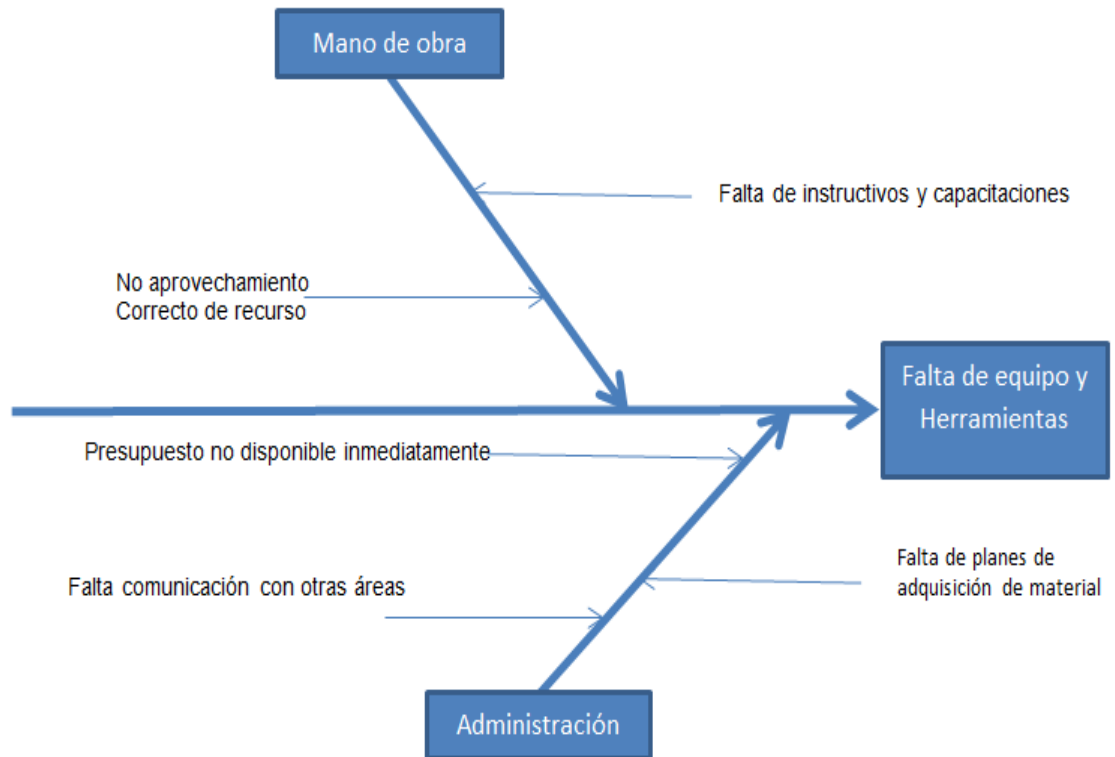 Mano de obra
Falta de instructivos y capacitaciones
No aprovechamiento
Correcto de recurso
Falta de equipo y
Herramientas
Presupuesto no disponible inmediatamente
Falta de planes de
adquisición de material
Falta comunicación con otras áreas
Administración